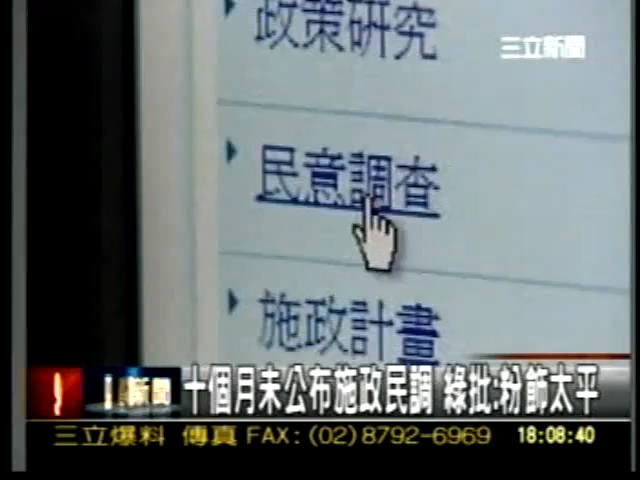 政策研究
三立新聞
民意調查
施政計畫
新聞
十個月未公布施政民調 綠批:粉飾太平
三立爆料 傳真 FAX:(02)8792-6969 18:08:40